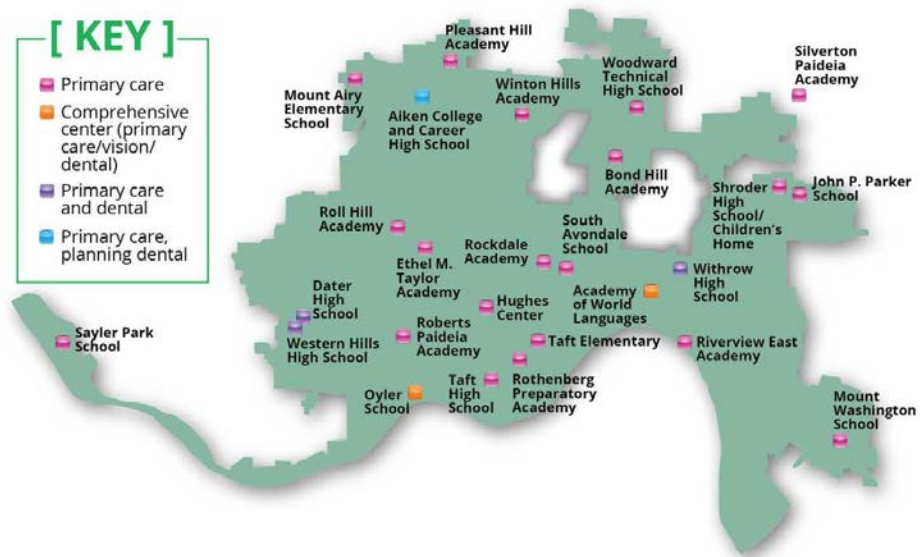 [ KEY ]
Primary care
Comprehensive
center (primary
care/vision/
dental)
Primary care
and dental
Primary care,
planning dental
Pleasant Hill
Academy
Mount Airy
Elementary
School
Aiken College
and Career
High School
Winton Hills
Academy
Woodward
Technical
High School
Silverton
Paideia
Academy
Bond Hill
Academy
Shroder
High
School/
Children's
Home
John P. Parker
School
Roll Hill
Academy
Ethel M.
Taylor
Academy
Rockdale
Academy
South
Avondale
School
Academy
of World
Languages
Withrow
High
School
Dater
High
School
Western Hills
High School
Sayler Park
School
Roberts
Paideia
Academy
Hughes
Center
Taft Elementary
Riverview East
Academy
Oyler
School
Taft
High
School
Rothenberg
Preparatory
Academy
Mount
Washington
School